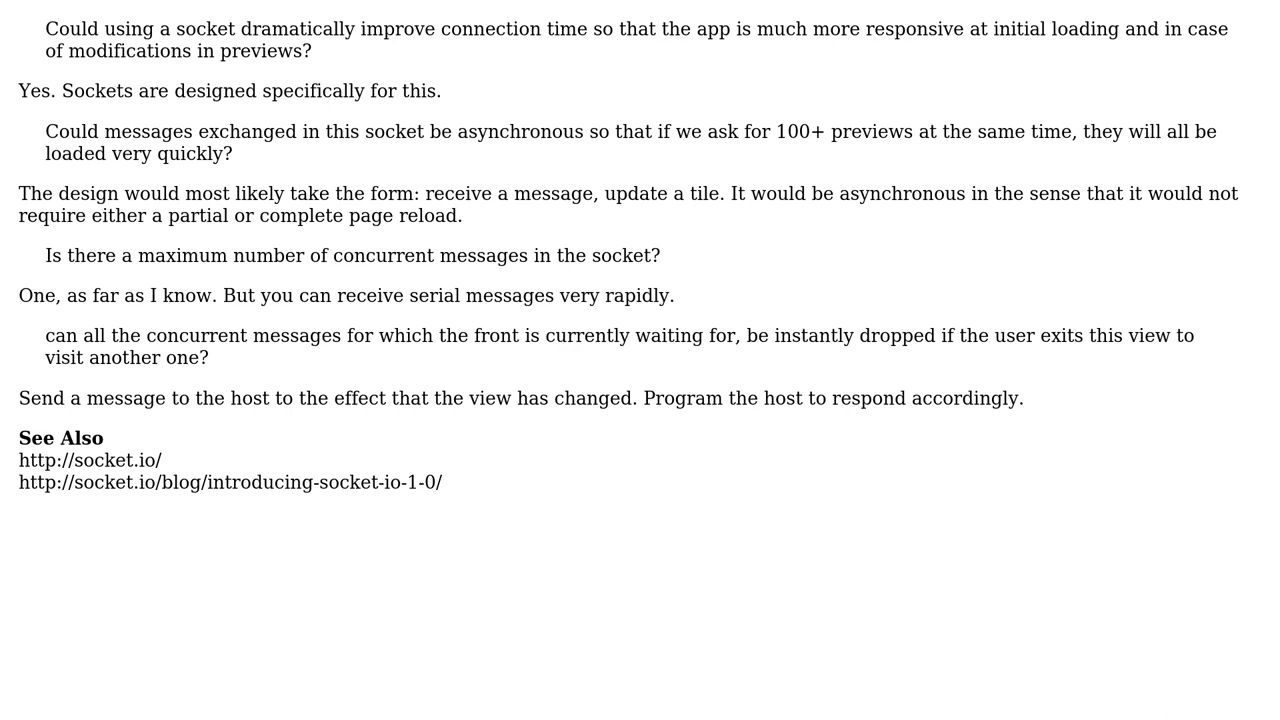 Could using a socket dramatically improve connection time so that the app is much more responsive at initial loading and in case
of modifications in previews?
Yes. Sockets are designed specifically for this.
Could messages exchanged in this socket be asynchronous so that if we ask for 100+ previews at the same time, they will all be
loaded very quickly?
The design would most likely take the form: receive a message, update a tile. It would be asynchronous in the sense that it would not
require either a partial or complete page reload.
Is there a maximum number of concurrent messages in the socket?
One, as far as I know. But you can receive serial messages very rapidly.
can all the concurrent messages for which the front is currently waiting for, be instantly dropped if the user exits this view to
visit another one?
Send a message to the host to the effect that the view has changed. Program the host to respond accordingly.
See Also
http://socket.io/
http://socket.io/blog/introducing-socket-io-1-0/